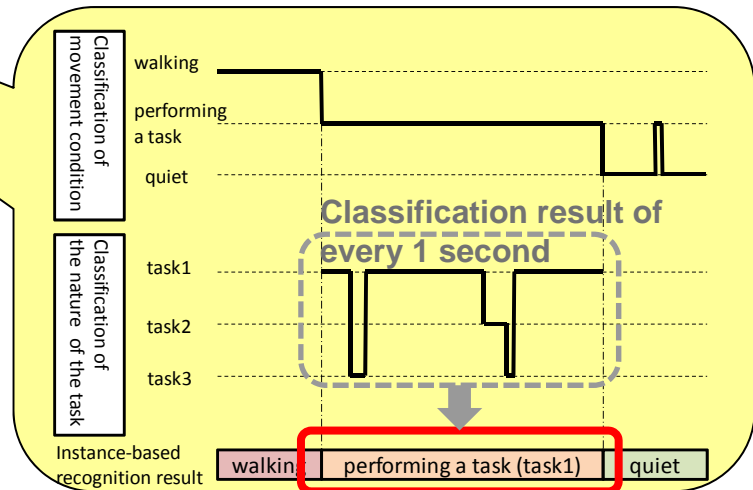 Classification of
movement condition
walking
performing
a task
quiet
Classification result of
every 1 second
Classification of
the nature of the task
task1
task2
task3
Instance-based
recognition result
walking
performing a task (task1)
quiet